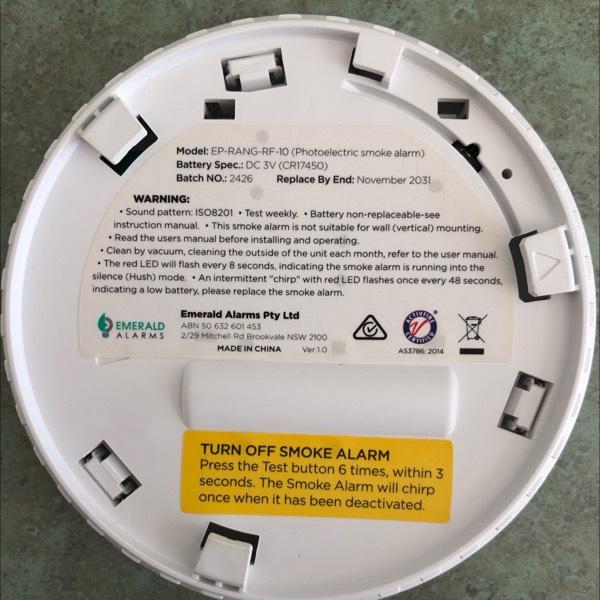 Model: EP-RANG-RF-10 (Photoelectric smoke alarm)
Battery Spec.: DC 3V (CR17450)
Batch NO.: 2426 Replace By End: November 2031
WARNING:
• Sound pattern: ISO8201 • Test weekly. • Battery non-replaceable-see
instruction manual. • This smoke alarm is not suitable for wall (vertical) mounting.
• Read the users manual before installing and operating.
• Clean by vacuum, cleaning the outside of the unit each month, refer to the user manual.
• The red LED will flash every 8 seconds, indicating the smoke alarm is running into the
silence (Hush) mode. • An intermittent "chirp" with red LED flashes once every 48 seconds,
indicating a low battery, please replace the smoke alarm.
EMERALD
ALARMS
Emerald Alarms Pty Ltd
ABN 50 632 601 453
2/29 Mitchell Rd Brookvale NSW 2100
MADE IN CHINA Ver:1.0
ACTIVFIRE
CERTIFIED
AS3786: 2014
TURN OFF SMOKE ALARM
Press the Test button 6 times, within 3
seconds. The Smoke Alarm will chirp
once when it has been deactivated.